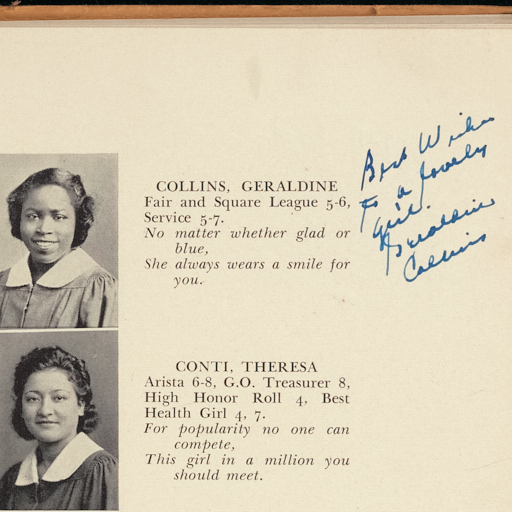 COLLINS, GERALDINE
Fair and Square League 5-6,
Service 5-7.
No matter whether glad or
blue,
She always wears a smile for
you.
Best Wishes
To a lovely
girl.
Geraldine
Collins
CONTI, THERESA
Arista 6-8, G.O. Treasurer 8,
High Honor Roll 4, Best
Health Girl 4, 7.
For popularity no one can
compete,
This girl in a million you
should meet.